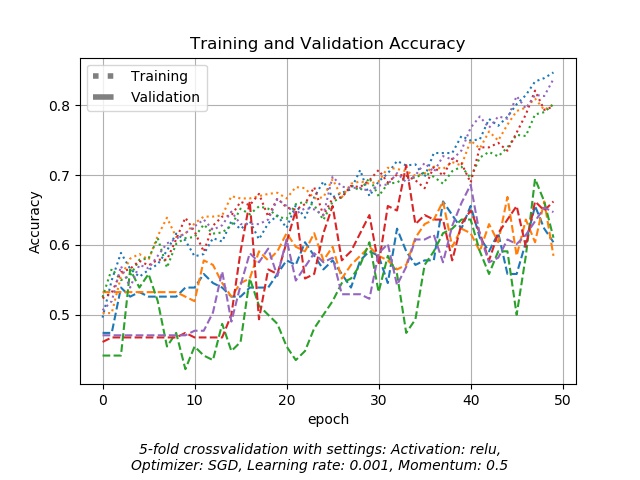 Training and Validation Accuracy
Training
Validation
0.8
0.7
0.6
0.5
Accuracy
0
10
20
30
40
50
epoch
5-fold crossvalidation with settings: Activation: relu,
Optimizer: SGD, Learning rate: 0.001, Momentum: 0.5